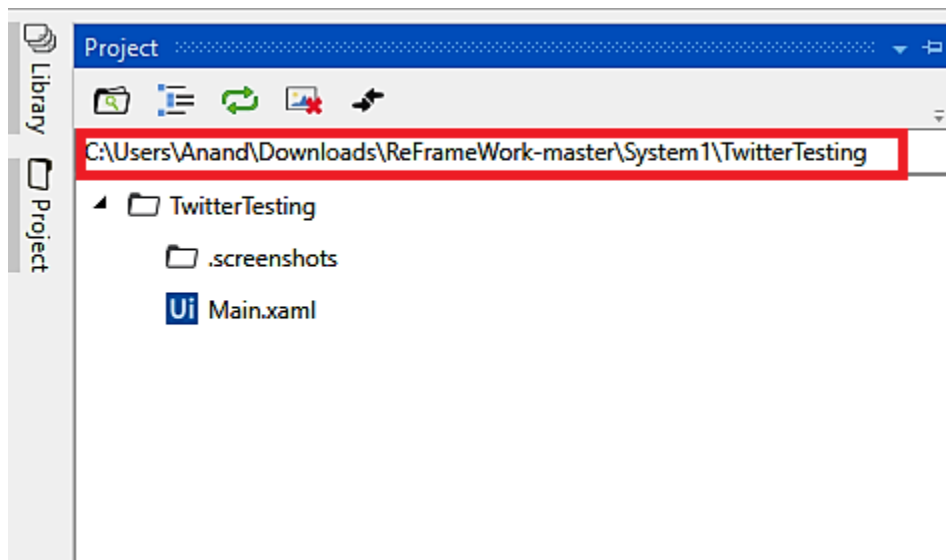 Library
Project
Project
C:\Users\Anand\Downloads\ReFrameWork-master\System1\TwitterTesting
TwitterTesting
.screenshots
Ui Main.xaml